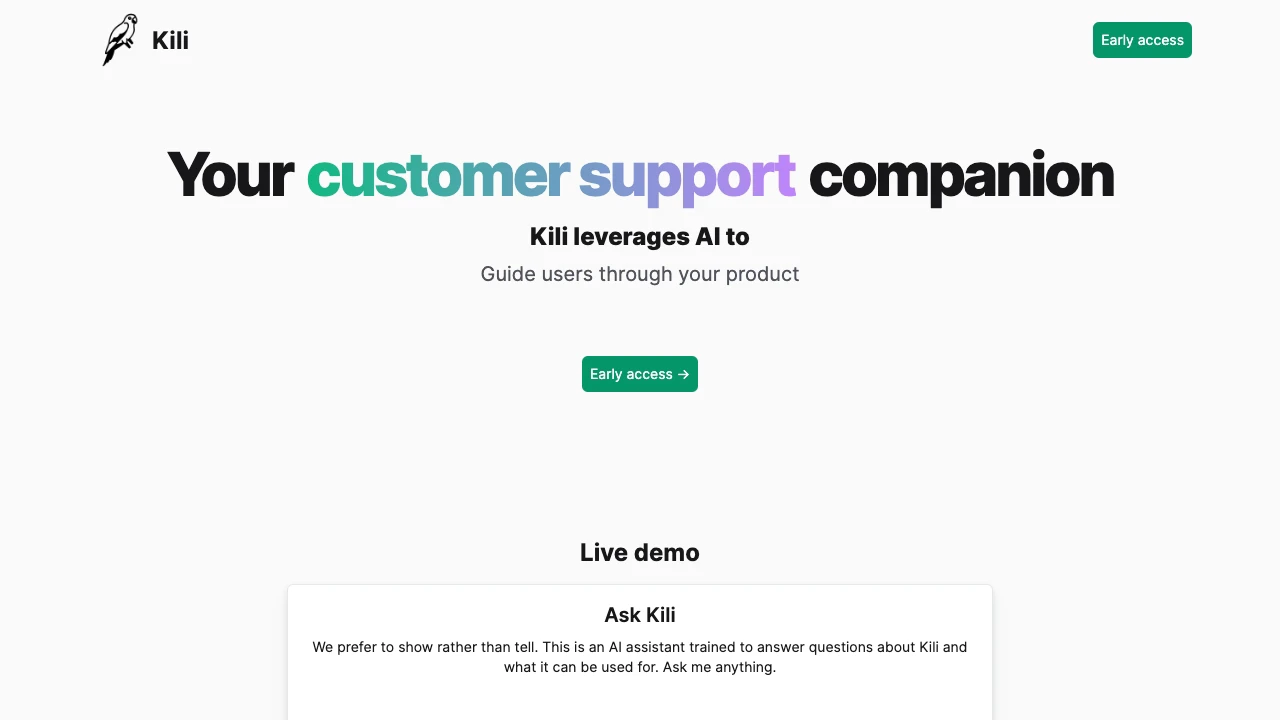 Kili
Early access
Your customer support companion
Kili leverages AI to
Guide users through your product
Early access →
Live demo
Ask Kili
We prefer to show rather than tell. This is an AI assistant trained to answer questions about Kili and
what it can be used for. Ask me anything.